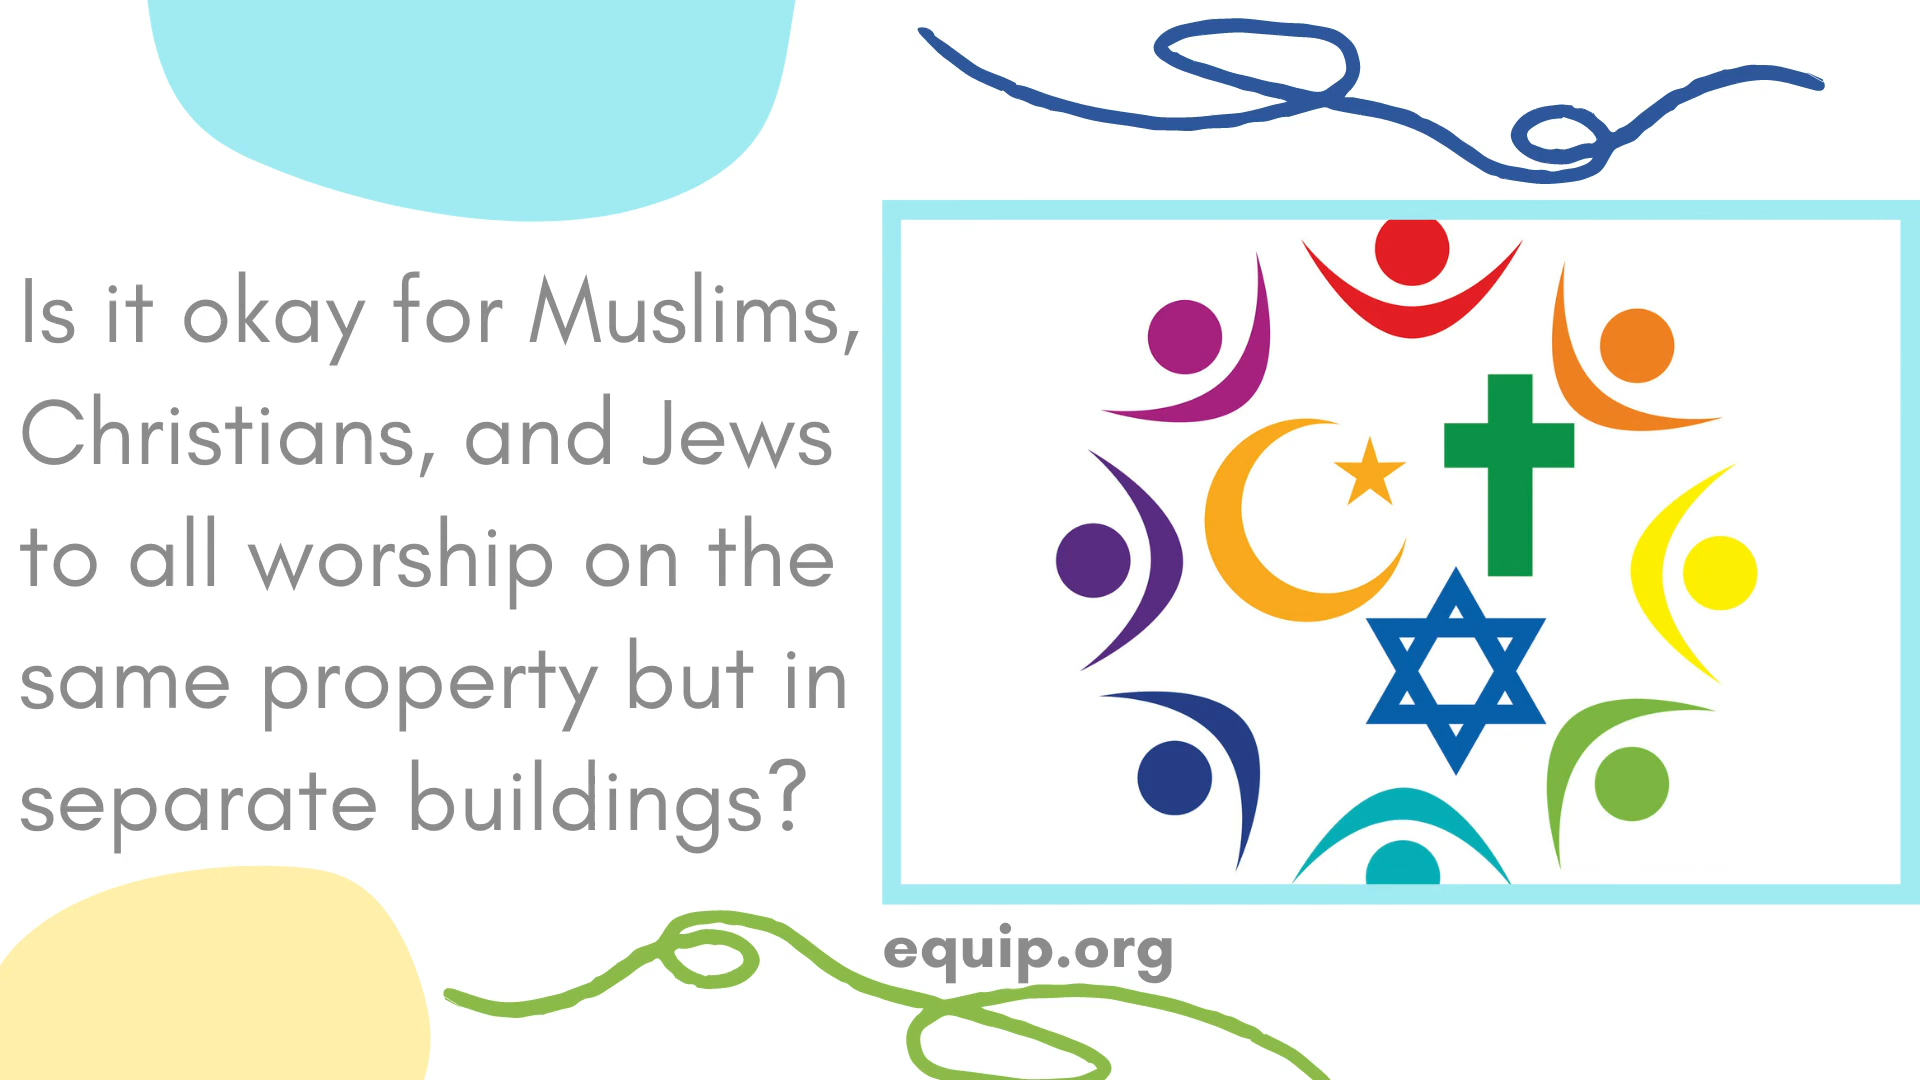 Is it okay for Muslims,
Christians, and Jews
to all worship on the
same property but in
separate buildings?
equip.org